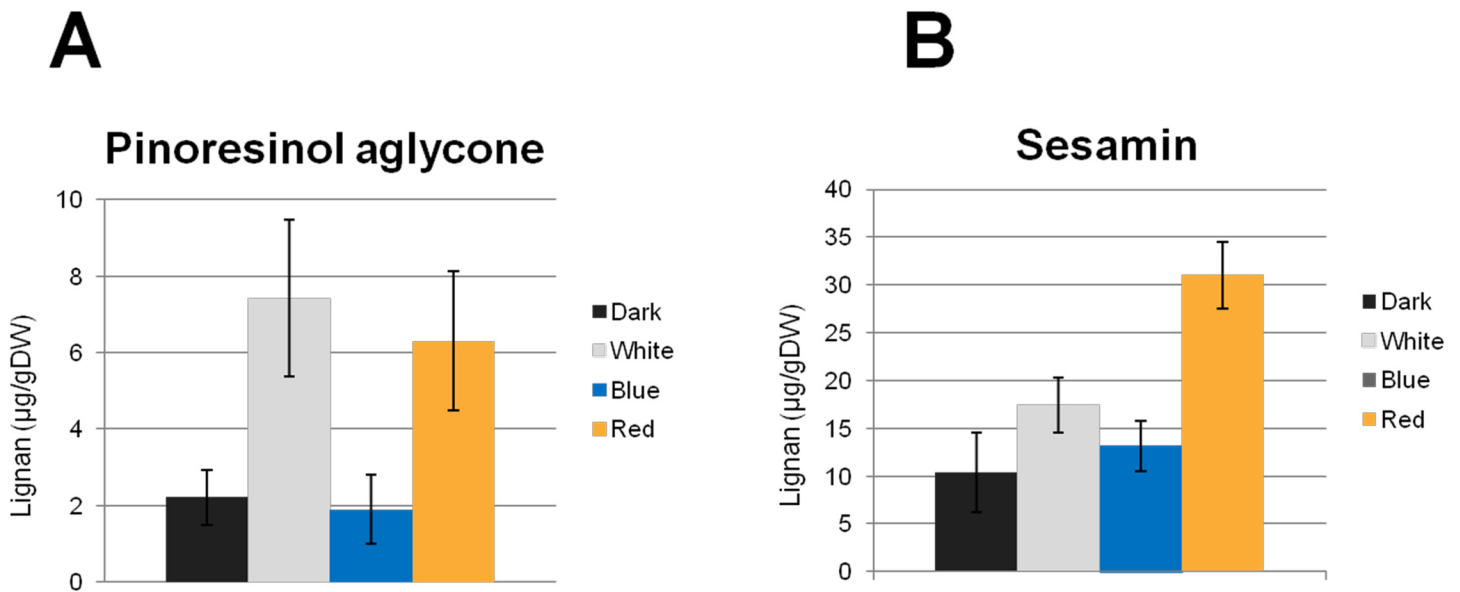 A
Pinoresinol aglycone
Lignan (µg/gDW)
10
8
6
4
2
0
Dark
White
Blue
Red
B
Sesamin
Lignan (µg/gDW)
40
35
30
25
20
15
10
5
0
Dark
White
Blue
Red